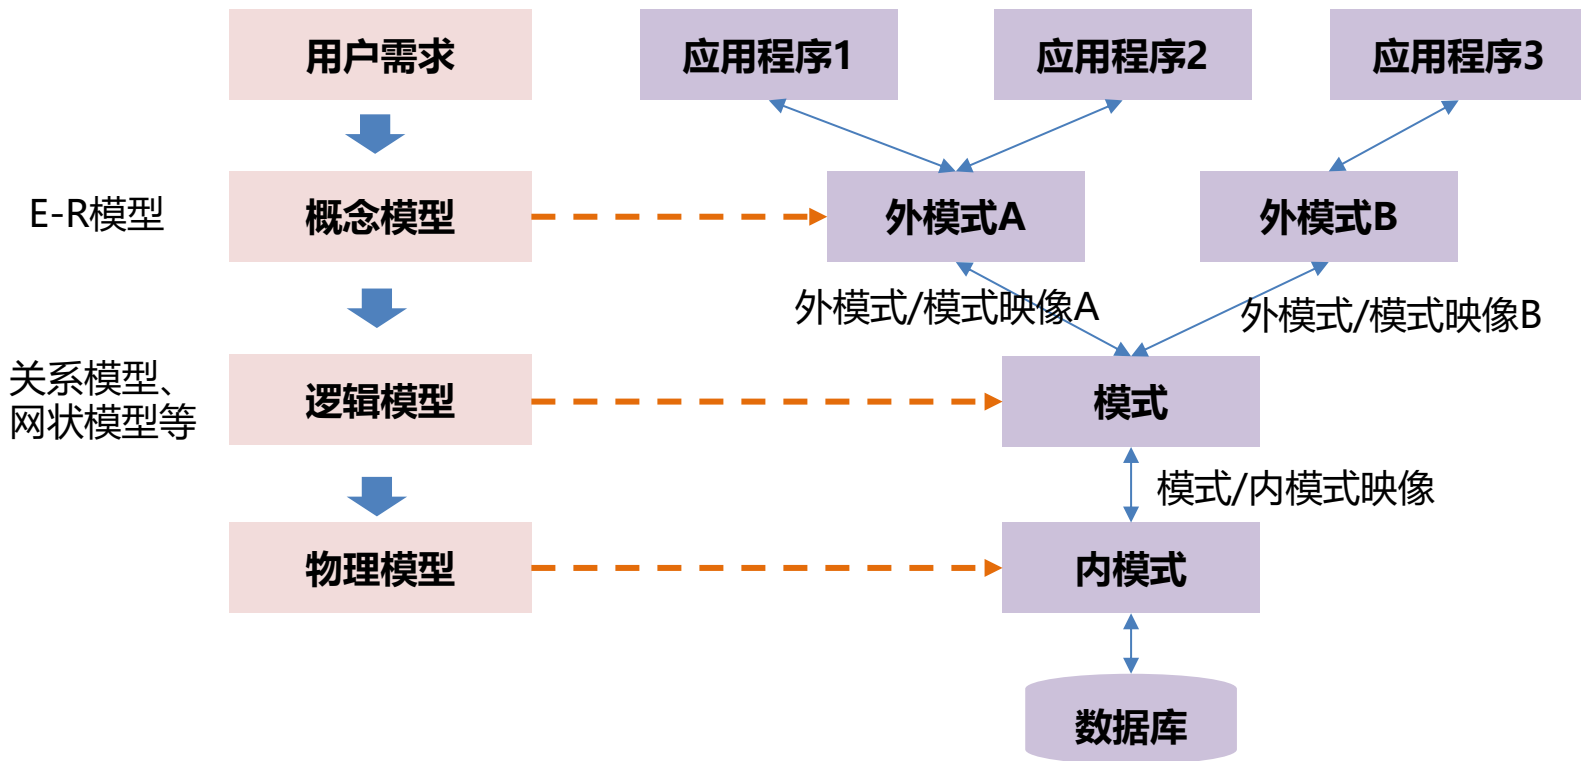 用户需求
应用程序1
应用程序2
应用程序3
E-R模型
概念模型
外模式A
外模式B
外模式/模式映像A
外模式/模式映像B
关系模型、
网状模型等
逻辑模型
模式
模式/内模式映像
物理模型
内模式
数据库